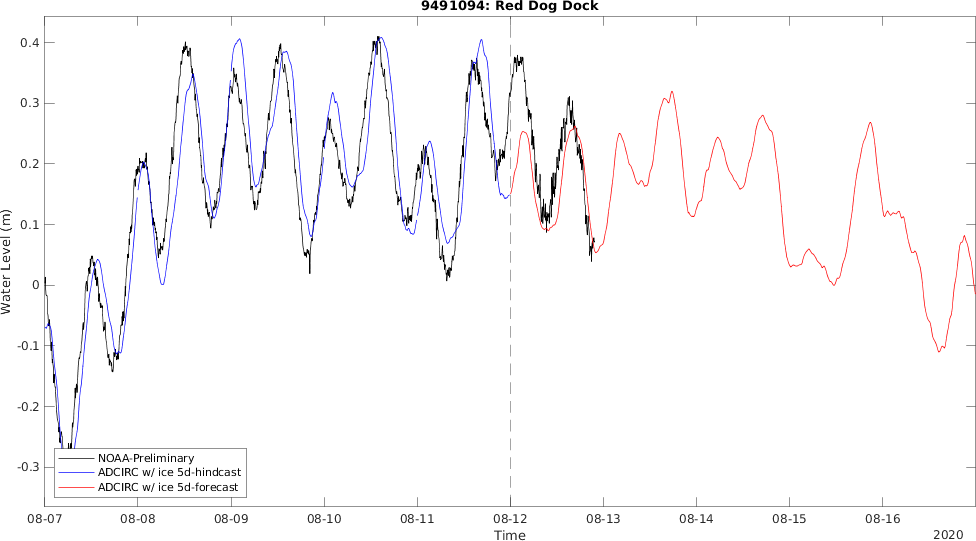 9491094: Red Dog Dock
Water Level (m)
0.4
0.3
0.2
0.1
0
-0.1
-0.2
-0.3
NOAA-Preliminary
ADCIRC w/ ice 5d-hindcast
ADCIRC w/ ice 5d-forecast
08-07 08-08 08-09 08-10 08-11 08-12 08-13 08-14 08-15 08-16
Time
2020